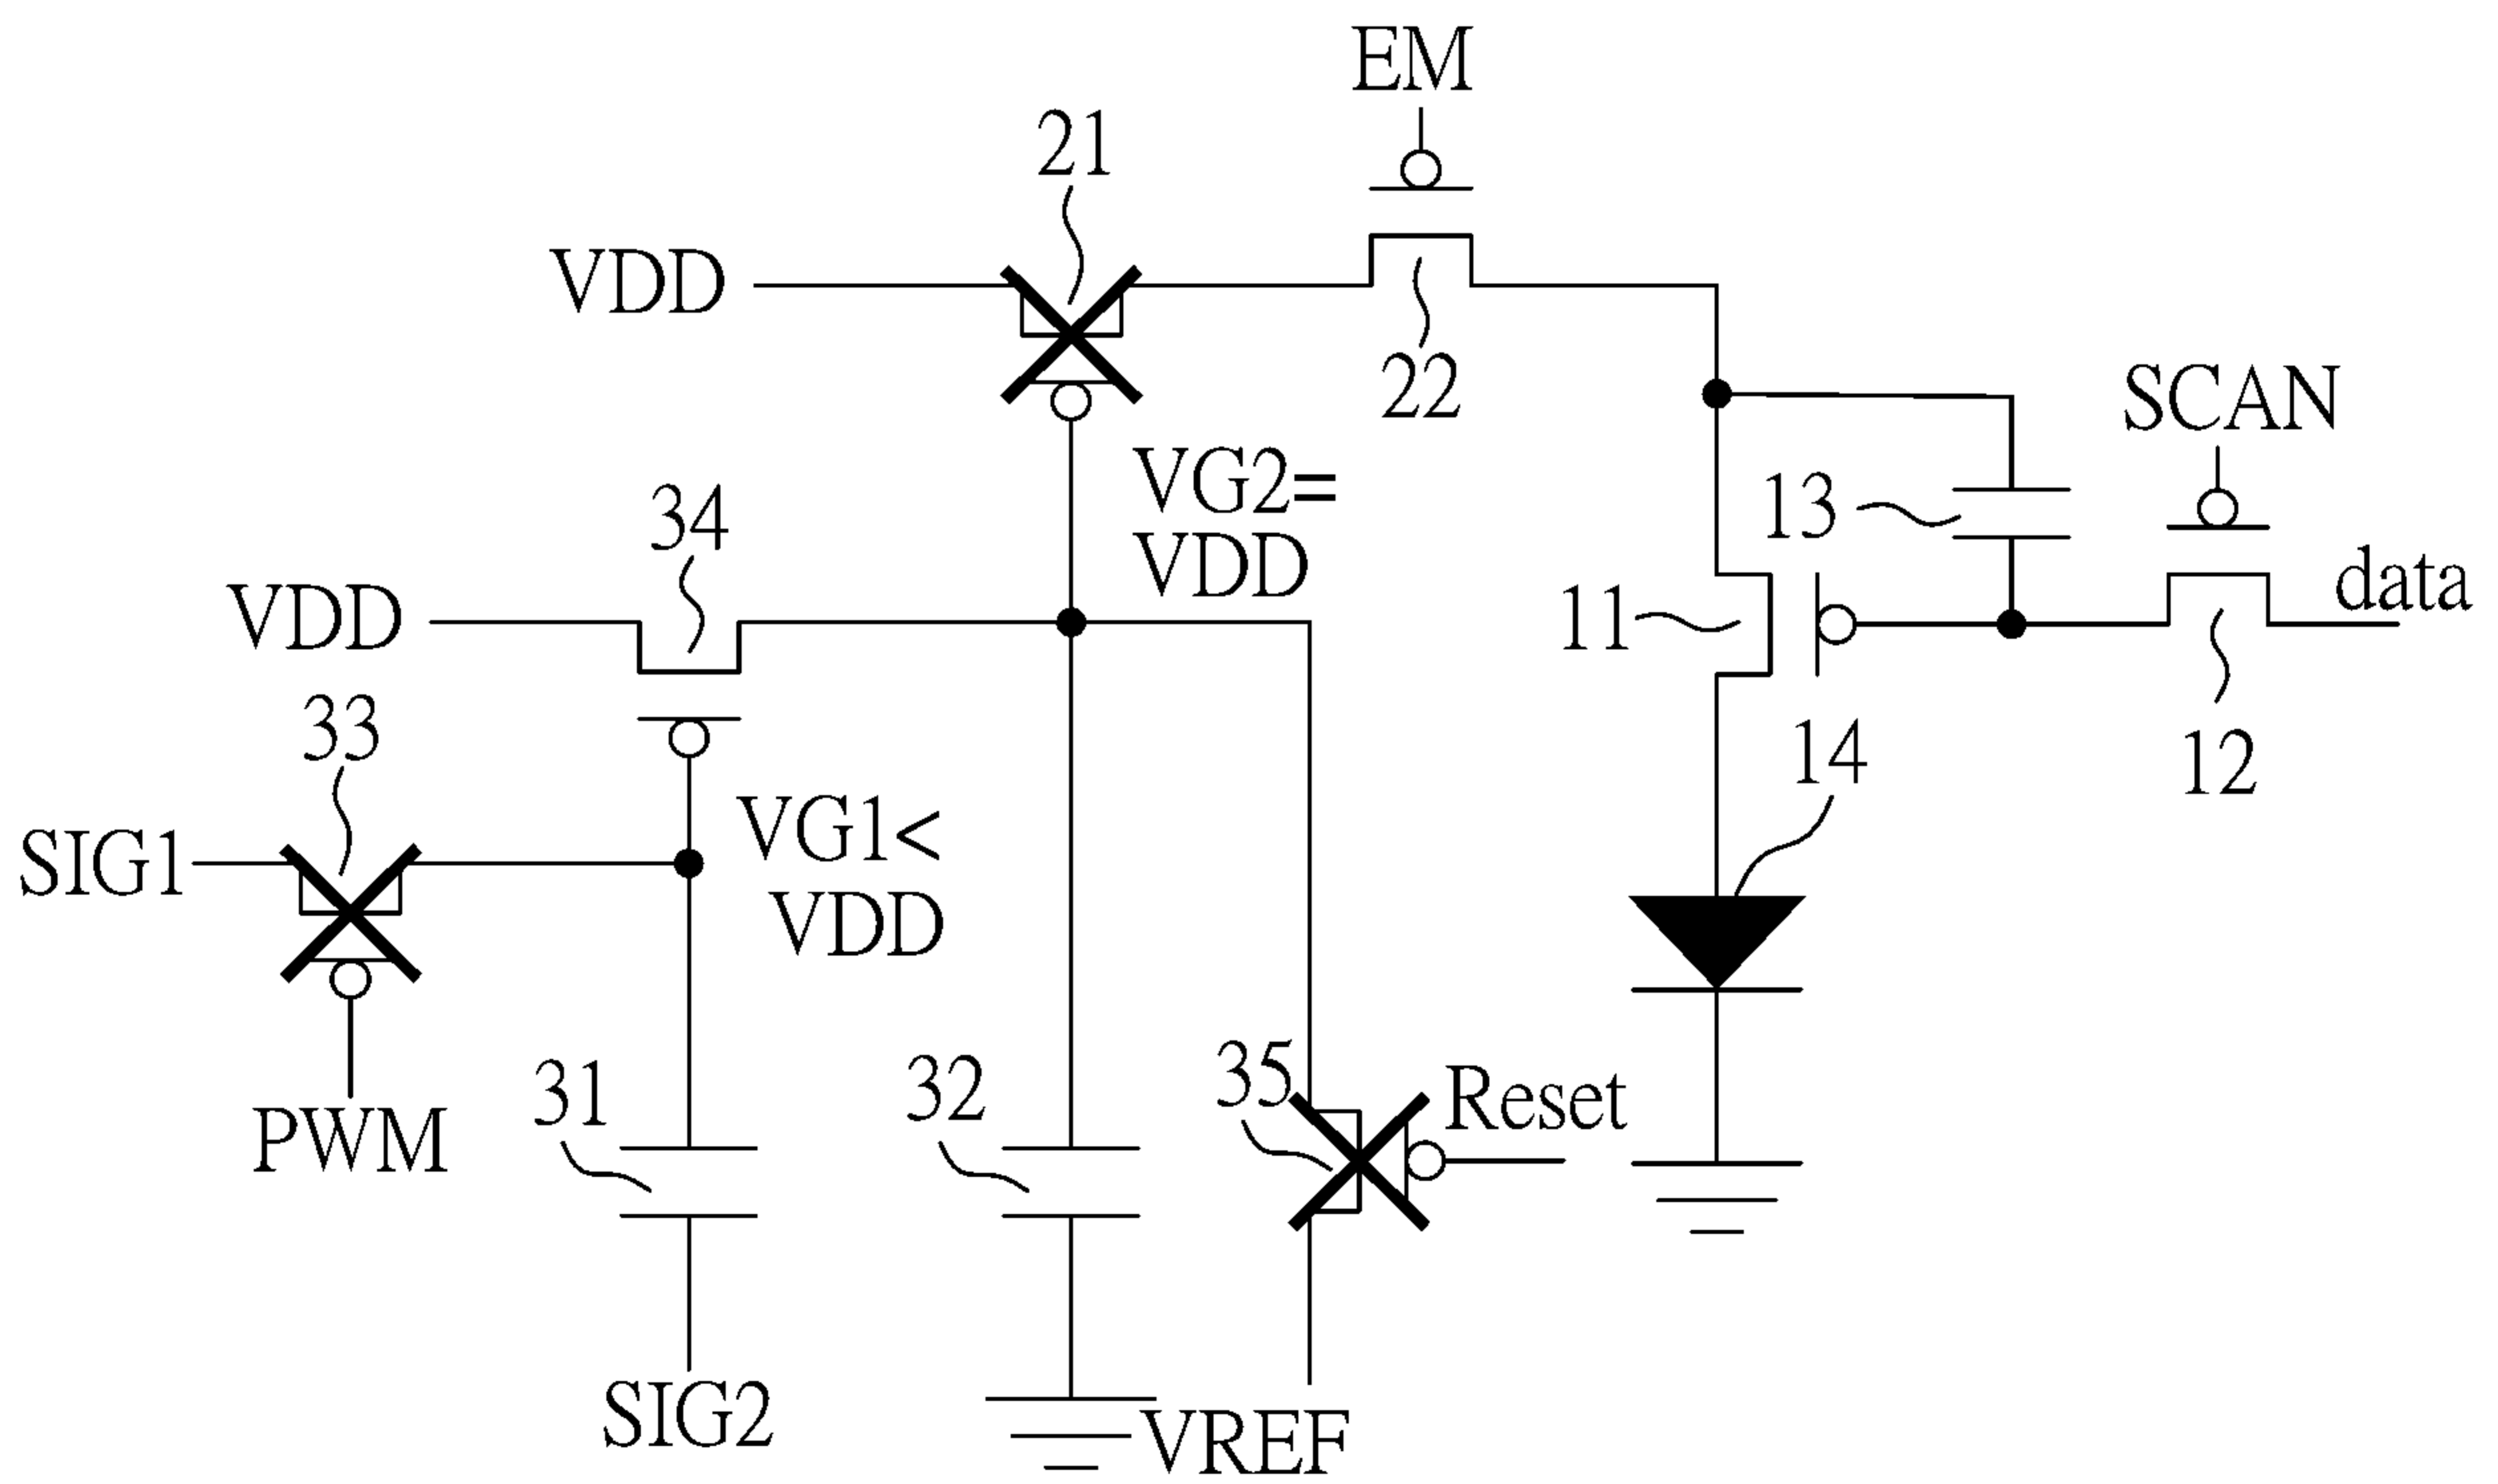 EM
21
VDD
22
SCAN
VG2=
VDD
34
13
data
VDD
11
33
14
12
VG1<
VDD
SIG1
35
Reset
32
31
PWM
SIG2
VREF